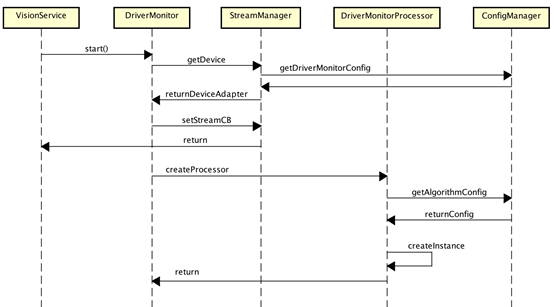 VisionService DriverMonitor StreamManager DriverMonitorProcessor ConfigManager
start()
getDevice
getDriverMonitorConfig
returnDeviceAdapter
setStreamCB
return
createProcessor
getAlgorithmConfig
returnConfig
createInstance
return